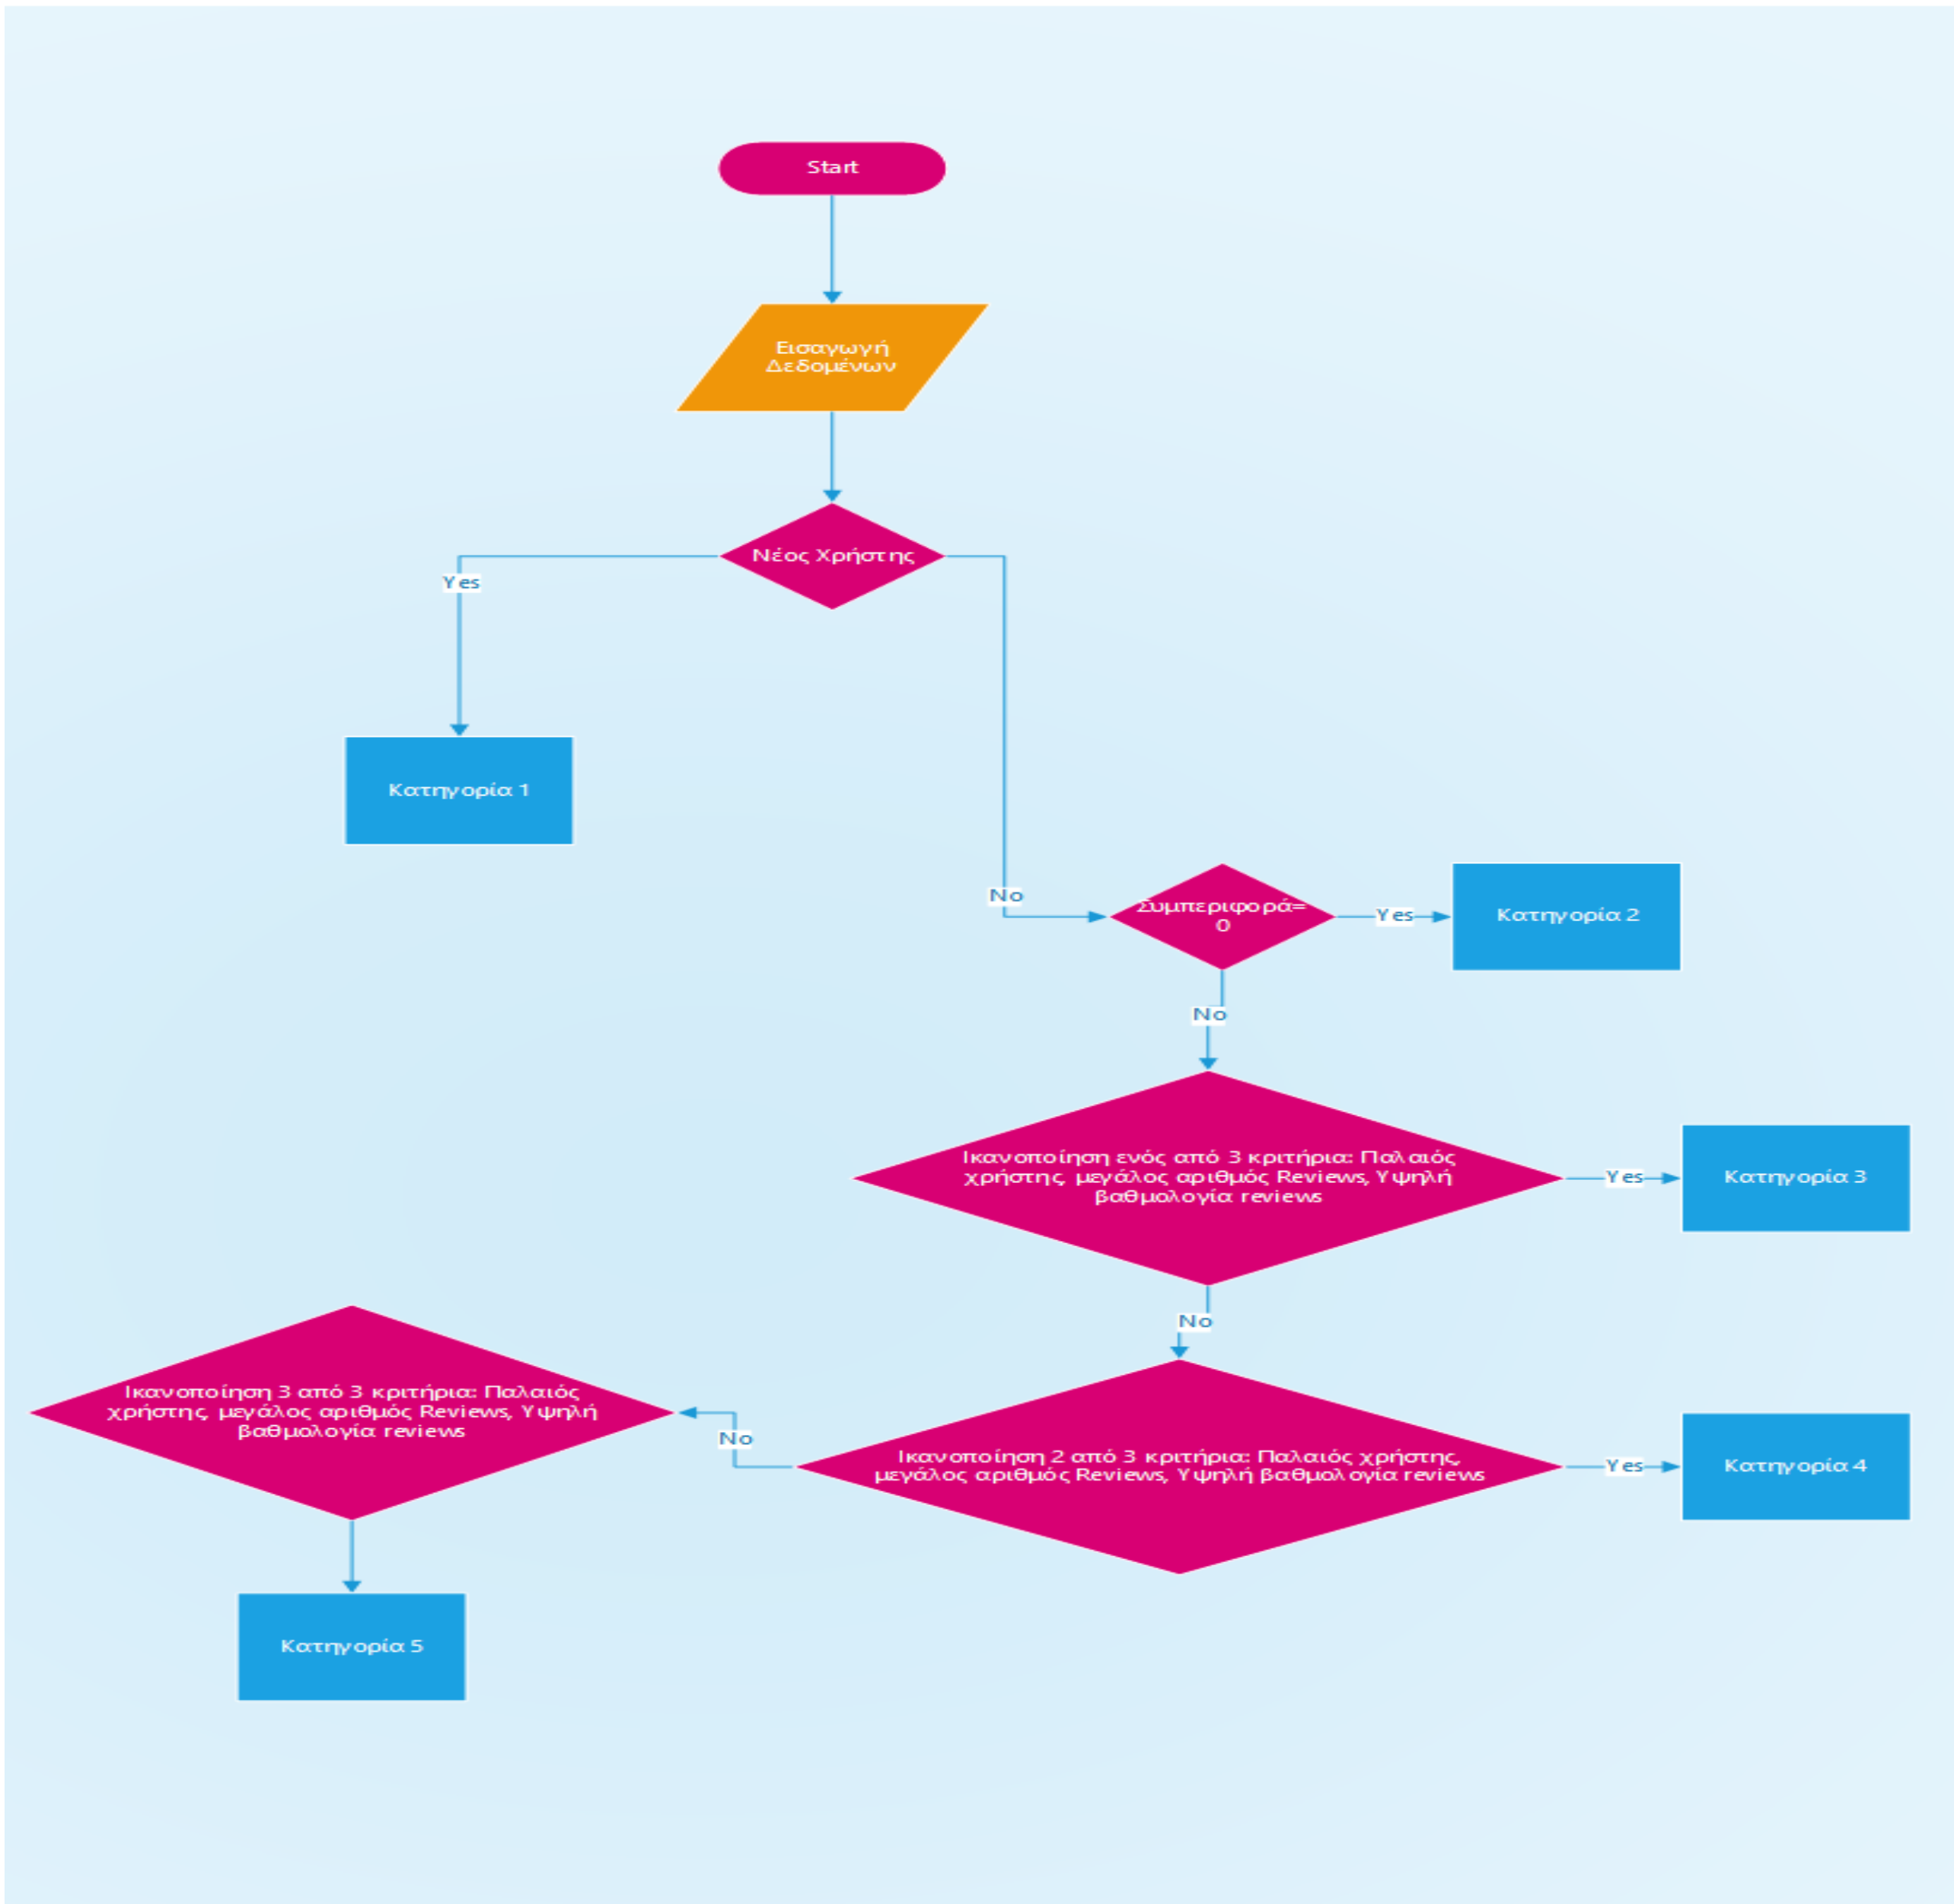 Start
Εισαγωγή
Δεδομένων
Νέος Χρήστης
Yes
Κατηγορία 1
No
Συμπεριφορά=
0
Yes
Κατηγορία 2
No
Ικανοποίηση ενός από 3 κριτήρια: Παλαιός
χρήστης, μεγάλος αριθμός Reviews, Υψηλή
βαθμολογία reviews
Yes
Κατηγορία 3
No
Ικανοποίηση 2 από 3 κριτήρια: Παλαιός χρήστης,
μεγάλος αριθμός Reviews, Υψηλή βαθμολογία reviews
Yes
Κατηγορία 4
No
Ικανοποίηση 3 από 3 κριτήρια: Παλαιός
χρήστης, μεγάλος αριθμός Reviews, Υψηλή
βαθμολογία reviews
Κατηγορία 5